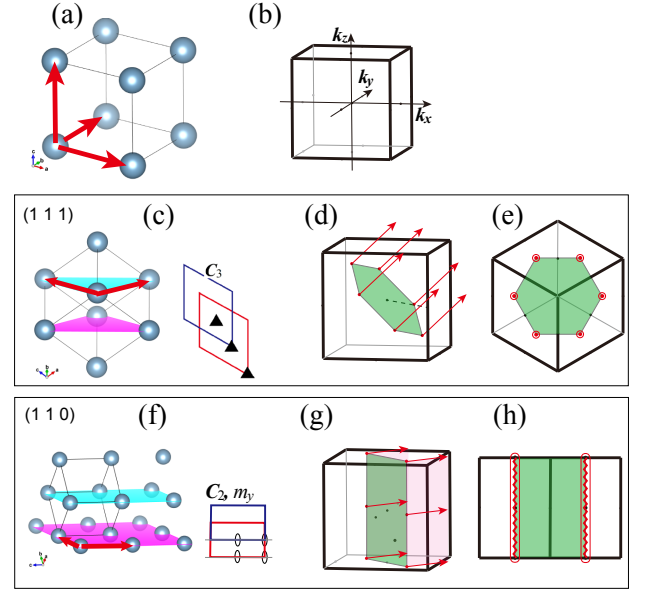 (a)
(b)
kz
ky
kx
c
b
a
(1 1 1)
(c)
(d)
(e)
C3
c
b
a
(1 1 0)
(f)
(g)
(h)
C2, my